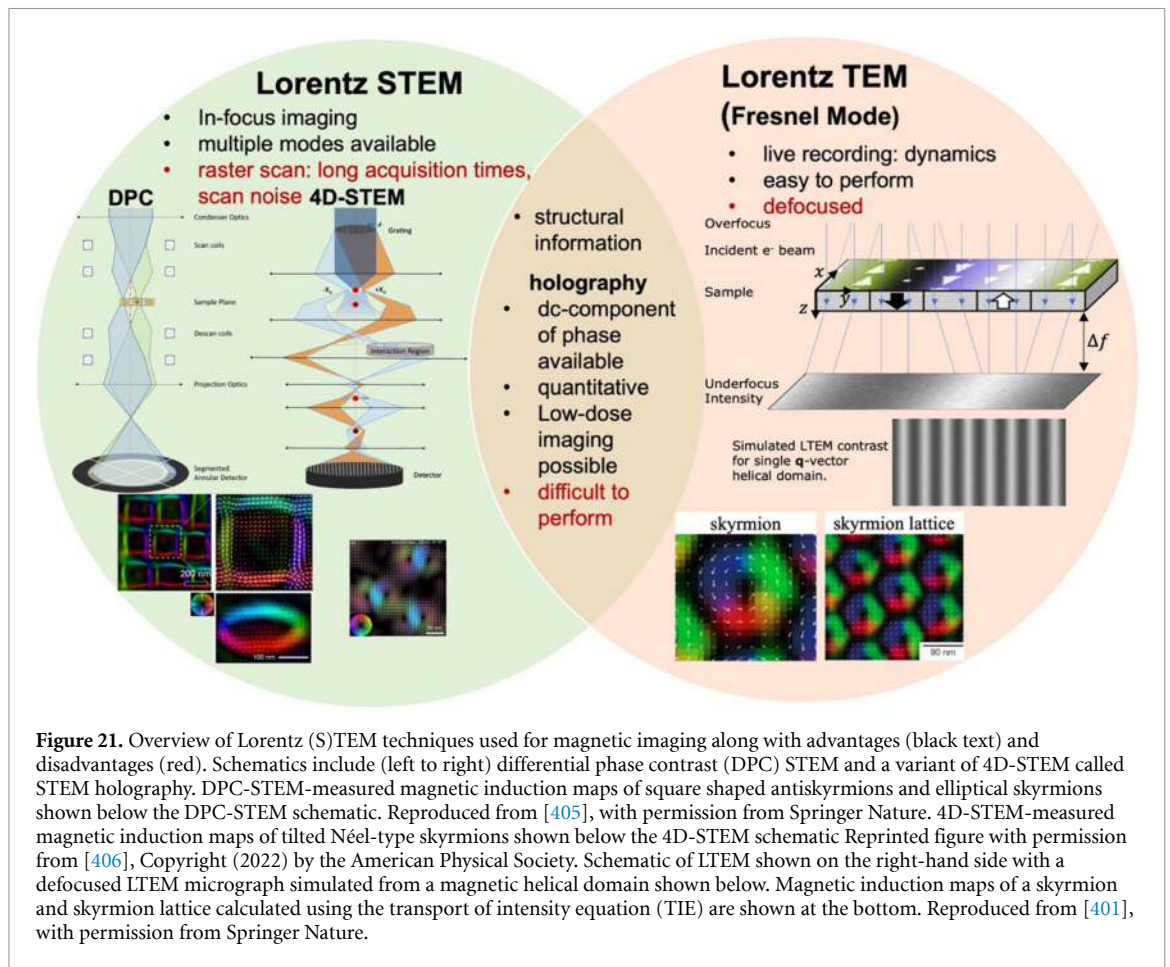 Lorentz STEM
• In-focus imaging
• multiple modes available
• raster scan: long acquisition times,
scan noise
DPC
4D-STEM
Condenser Optics
Scan coils
Sample Plane
Descan coils
Projection Optics
Segmented
Annular Detector
Grating
Interaction Region
Detector
200 nm
100 nm
• structural
information
holography
• dc-component
of phase
available
• quantitative
• Low-dose
imaging
possible
• difficult to
perform
Lorentz TEM
(Fresnel Mode)
• live recording: dynamics
• easy to perform
• defocused
Overfocus
Incident e⁻ beam
Sample
x
y
z
Δf
Underfocus
Intensity
Simulated LTEM contrast
for single q-vector
helical domain.
skyrmion
skyrmion lattice
90 nm
Figure 21. Overview of Lorentz (S)TEM techniques used for magnetic imaging along with advantages (black text) and
disadvantages (red). Schematics include (left to right) differential phase contrast (DPC) STEM and a variant of 4D-STEM called
STEM holography. DPC-STEM-measured magnetic induction maps of square shaped antiskyrmions and elliptical skyrmions
shown below the DPC-STEM schematic. Reproduced from [405], with permission from Springer Nature. 4D-STEM-measured
magnetic induction maps of tilted Néel-type skyrmions shown below the 4D-STEM schematic Reprinted figure with permission
from [406], Copyright (2022) by the American Physical Society. Schematic of LTEM shown on the right-hand side with a
defocused LTEM micrograph simulated from a magnetic helical domain shown below. Magnetic induction maps of a skyrmion
and skyrmion lattice calculated using the transport of intensity equation (TIE) are shown at the bottom. Reproduced from [401],
with permission from Springer Nature.